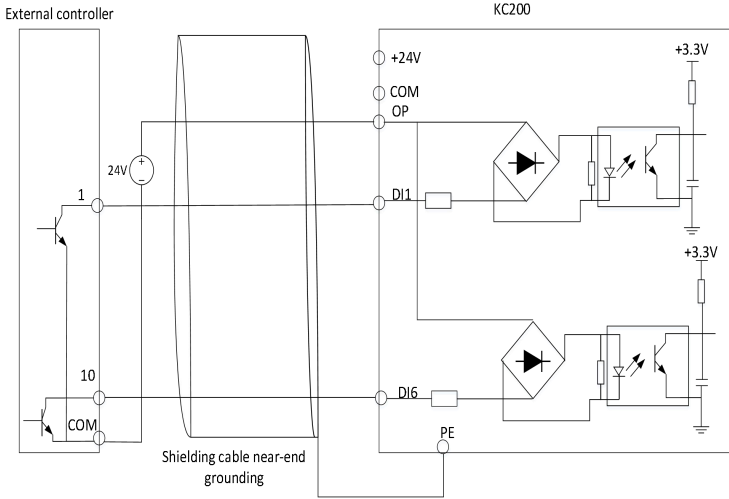 External controller
KC200
+24V
+3.3V
COM
OP
24V
+
−
1
DI1
+3.3V
10
DI6
COM
PE
Shielding cable near-end
grounding